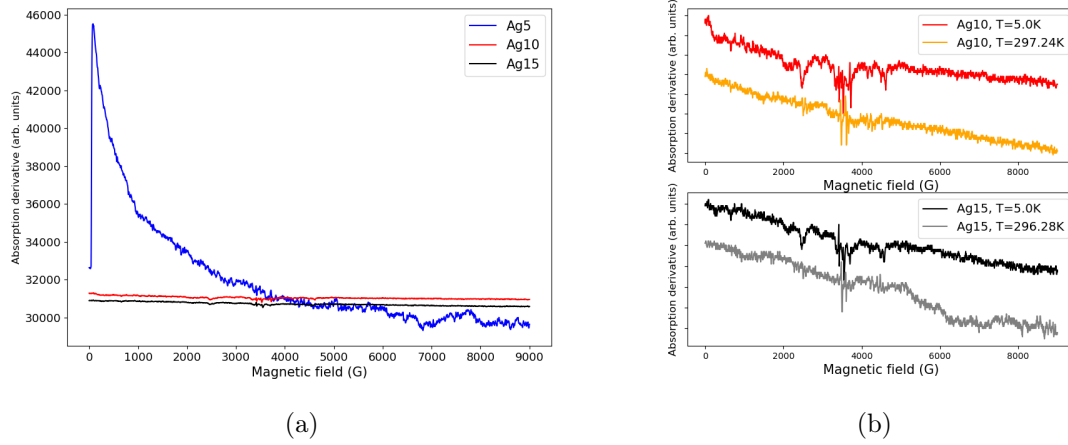 Absorption derivative (arb. units)
46000
44000
42000
40000
38000
36000
34000
32000
30000
Ag5
Ag10
Ag15
0 1000 2000 3000 4000 5000 6000 7000 8000 9000
Magnetic field (G)
(a)
Absorption derivative (arb. units)
Ag10, T=5.0K
Ag10, T=297.24K
0 2000 4000 6000 8000
Magnetic field (G)
Absorption derivative (arb. units)
Ag15, T=5.0K
Ag15, T=296.28K
0 2000 4000 6000 8000
Magnetic field (G)
(b)